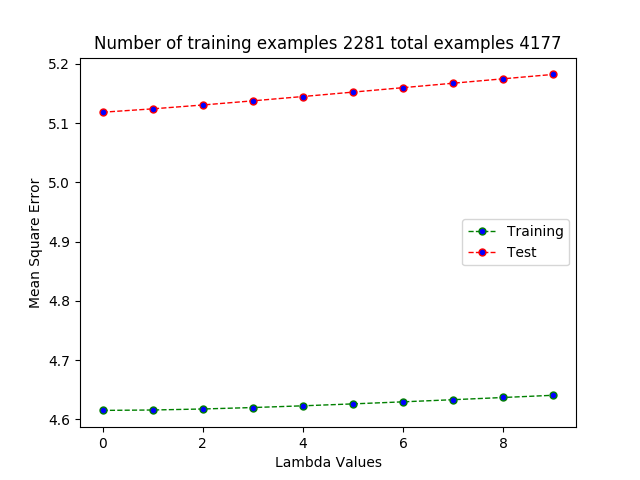 Number of training examples 2281 total examples 4177
5.2
5.1
5.0
4.9
4.8
4.7
4.6
Mean Square Error
Training
Test
0 2 4 6 8
Lambda Values